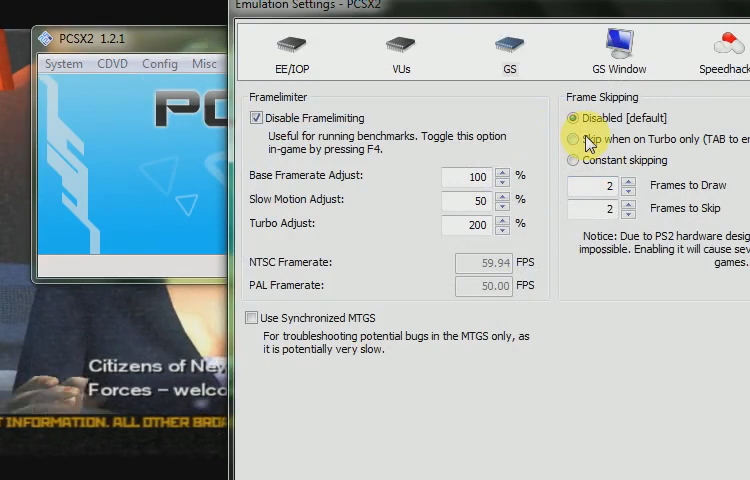 Emulation Settings - PCSX2
PCSX2 1.2.1
System CDVD Config Misc
EE/IOP VUs GS GS Window Speedhack
Framelimiter
Disable Framelimiting
Useful for running benchmarks. Toggle this option
in-game by pressing F4.
Base Framerate Adjust: 100 %
Slow Motion Adjust: 50 %
Turbo Adjust: 200 %
NTSC Framerate: 59.94 FPS
PAL Framerate: 50.00 FPS
Use Synchronized MTGS
For troubleshooting potential bugs in the MTGS only, as
it is potentially very slow.
Frame Skipping
Disabled [default]
Skip when on Turbo only (TAB to en
Constant skipping
2 Frames to Draw
2 Frames to Skip
Notice: Due to PS2 hardware desig
impossible. Enabling it will cause sev
games.
Citizens of Ne
Forces – welco
T INFORMATION. ALL OTHER BROA